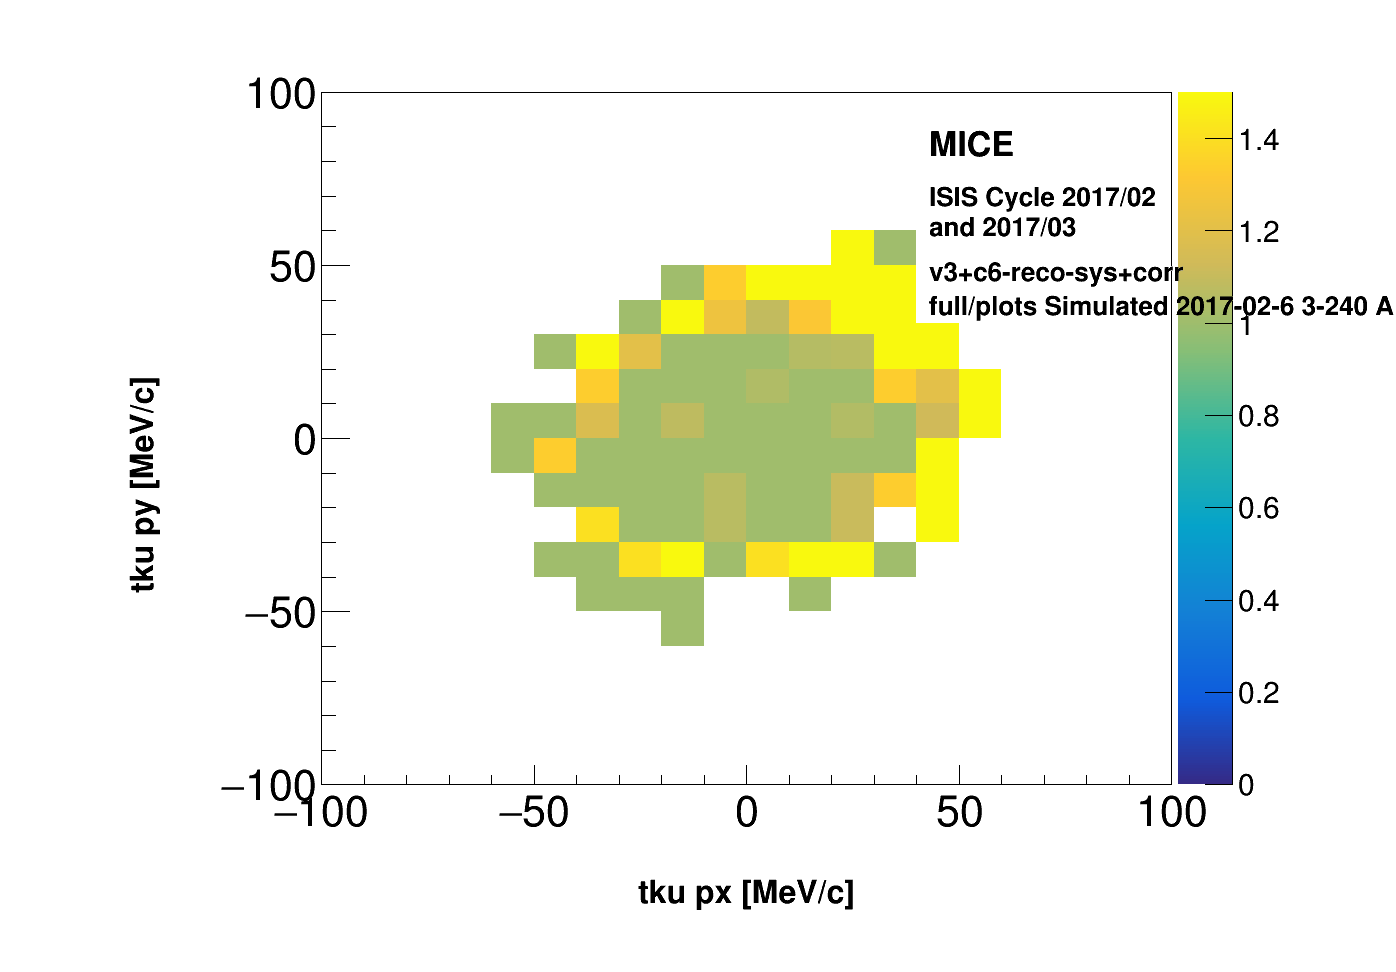 100
50
0
−50
−100
−100
−50
0
50
100
tku py [MeV/c]
tku px [MeV/c]
MICE
ISIS Cycle 2017/02
and 2017/03
v3+c6-reco-sys+corr
full/plots Simulated 2017-02-6 3-240 A
1.4
1.2
1
0.8
0.6
0.4
0.2
0